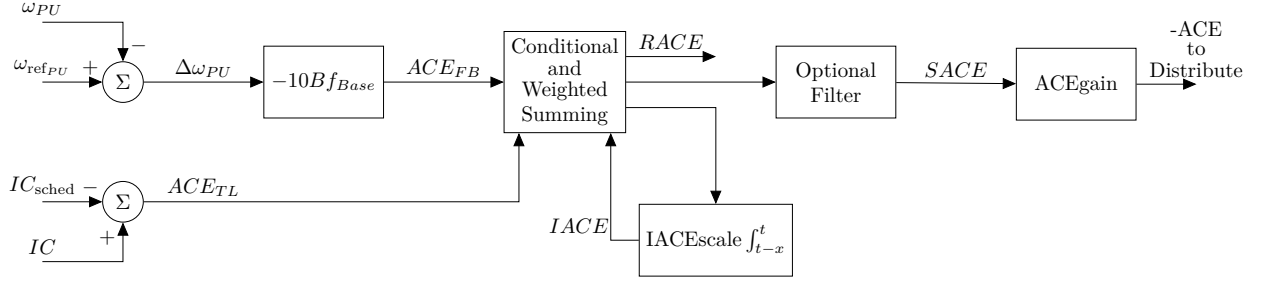 ω_PU
−
ω_ref_PU
+
Σ
Δω_PU
−10Bf_Base
ACE_FB
Conditional
and
Weighted
Summing
RACE
Optional
Filter
SACE
ACEgain
-ACE
to
Distribute
IC_sched
−
Σ
ACE_TL
+
IC
IACE
IACEscale ∫_{t−x}^{t}